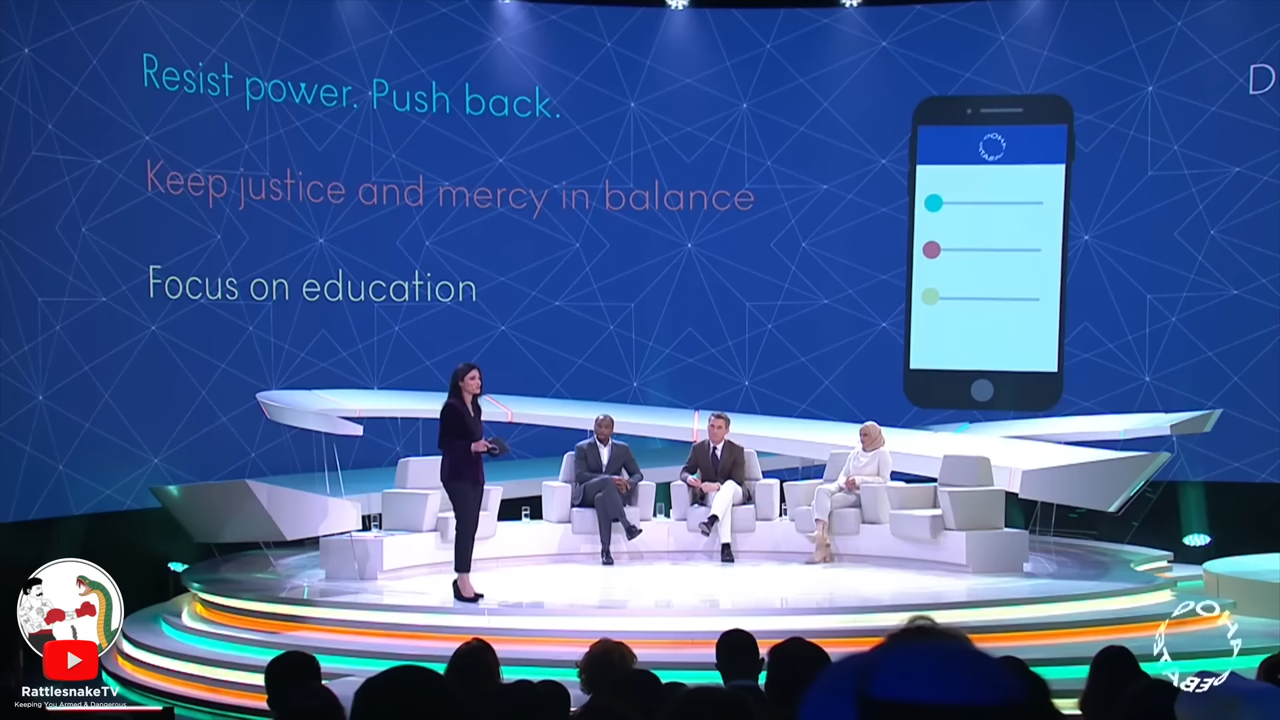 Resist power. Push back.
D
Keep justice and mercy in balance
Focus on education
RattlesnakeTV
Keeping You Armed & Dangerous